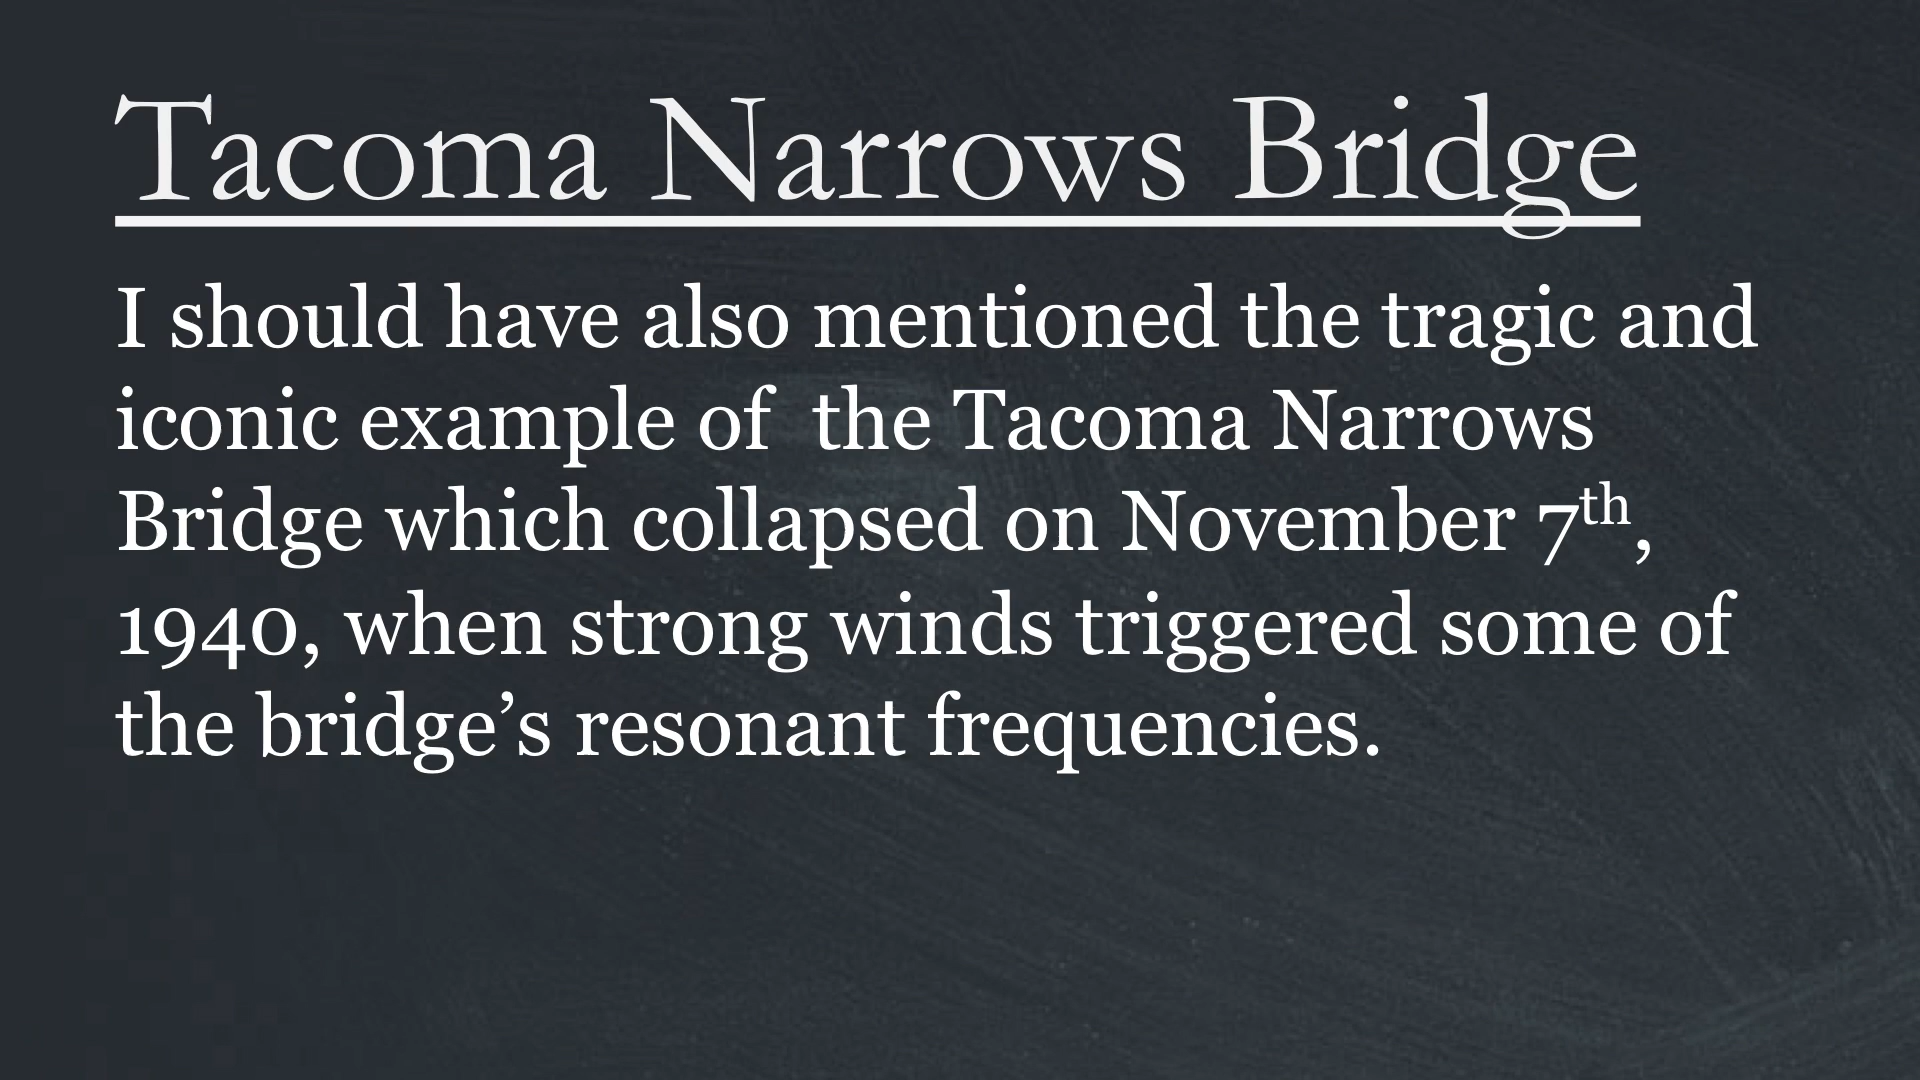 Tacoma Narrows Bridge
I should have also mentioned the tragic and
iconic example of  the Tacoma Narrows
Bridge which collapsed on November 7th,
1940, when strong winds triggered some of
the bridge’s resonant frequencies.